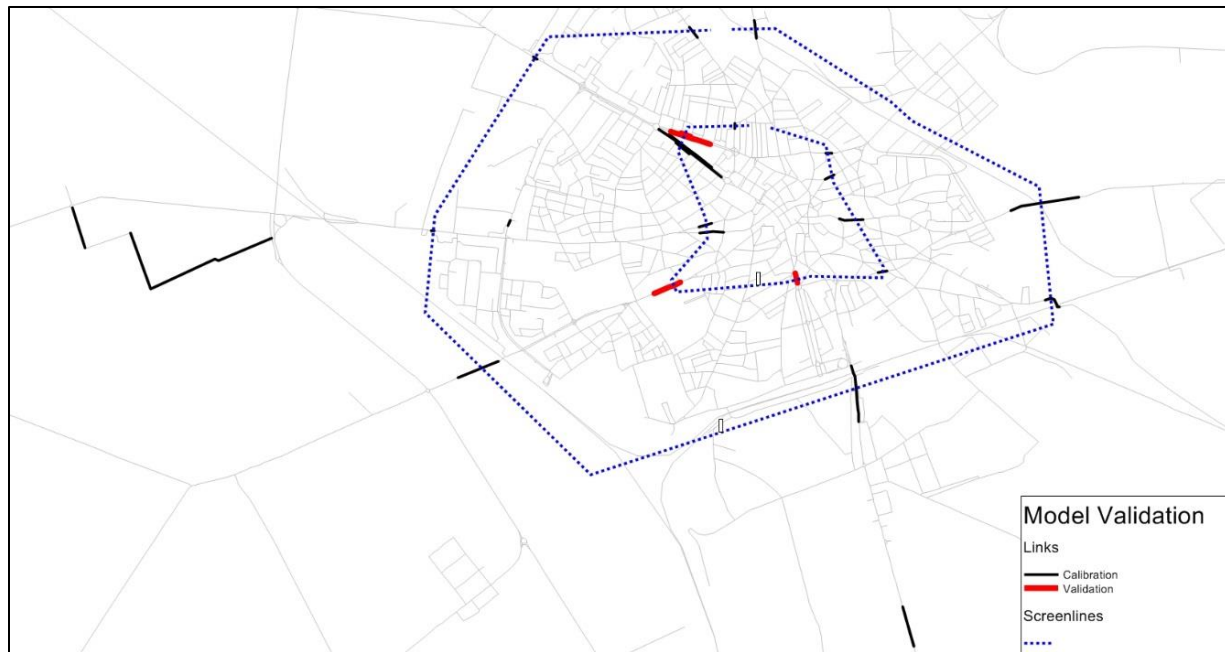 Model Validation
Links
Calibration
Validation
Screenlines